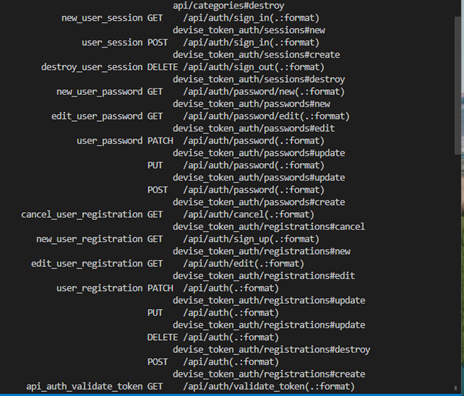 api/categories#destroy
new_user_session GET /api/auth/sign_in(.:format)
devise_token_auth/sessions#new
user_session POST /api/auth/sign_in(.:format)
devise_token_auth/sessions#create
destroy_user_session DELETE /api/auth/sign_out(.:format)
devise_token_auth/sessions#destroy
new_user_password GET /api/auth/password/new(.:format)
devise_token_auth/passwords#new
edit_user_password GET /api/auth/password/edit(.:format)
devise_token_auth/passwords#edit
user_password PATCH /api/auth/password(.:format)
devise_token_auth/passwords#update
PUT /api/auth/password(.:format)
devise_token_auth/passwords#update
POST /api/auth/password(.:format)
devise_token_auth/passwords#create
cancel_user_registration GET /api/auth/cancel(.:format)
devise_token_auth/registrations#cancel
new_user_registration GET /api/auth/sign_up(.:format)
devise_token_auth/registrations#new
edit_user_registration GET /api/auth/edit(.:format)
devise_token_auth/registrations#edit
user_registration PATCH /api/auth(.:format)
devise_token_auth/registrations#update
PUT /api/auth(.:format)
devise_token_auth/registrations#update
DELETE /api/auth(.:format)
devise_token_auth/registrations#destroy
POST /api/auth(.:format)
devise_token_auth/registrations#create
api_auth_validate_token GET /api/auth/validate_token(.:format)